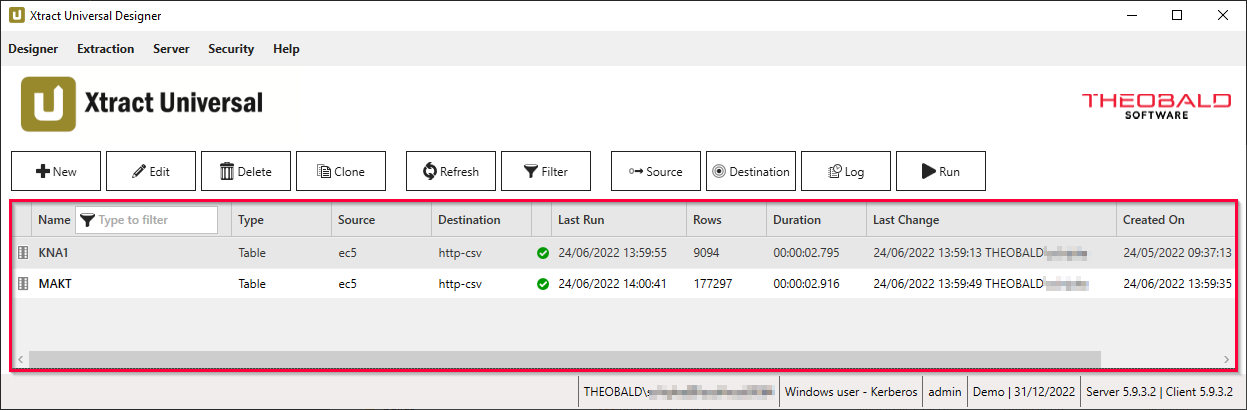 Xtract Universal Designer
Designer Extraction Server Security Help
Xtract Universal
THEOBALD
SOFTWARE
New Edit Delete Clone Refresh Filter Source Destination Log Run
Name Type to filter Type Source Destination Last Run Rows Duration Last Change Created On
KNA1 Table ec5 http-csv 24/06/2022 13:59:55 9094 00:00:02.795 24/06/2022 13:59:13 THEOBALD 24/05/2022 09:37:13
MAKT Table ec5 http-csv 24/06/2022 14:00:41 177297 00:00:02.916 24/06/2022 13:59:49 THEOBALD 24/06/2022 13:59:35
THEOBALD\ Windows user - Kerberos admin Demo | 31/12/2022 Server 5.9.3.2 | Client 5.9.3.2